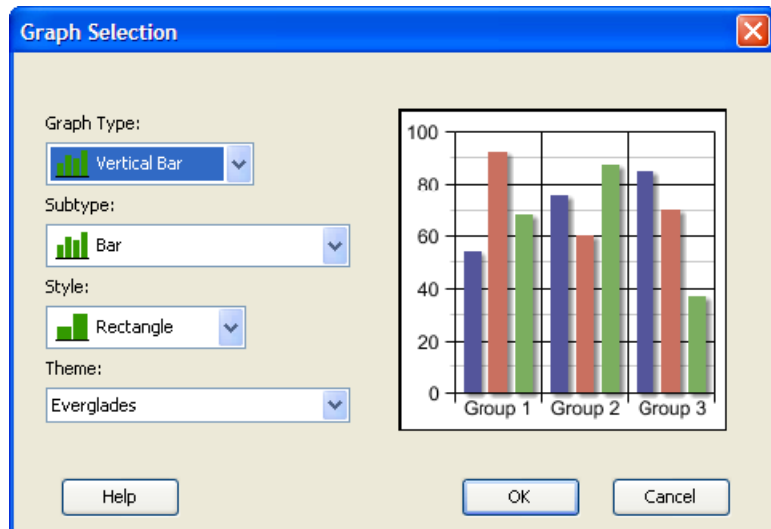 Graph Selection
Graph Type:
Vertical Bar
Subtype:
Bar
Style:
Rectangle
Theme:
Everglades
100
80
60
40
20
0
Group 1 Group 2 Group 3
Help OK Cancel